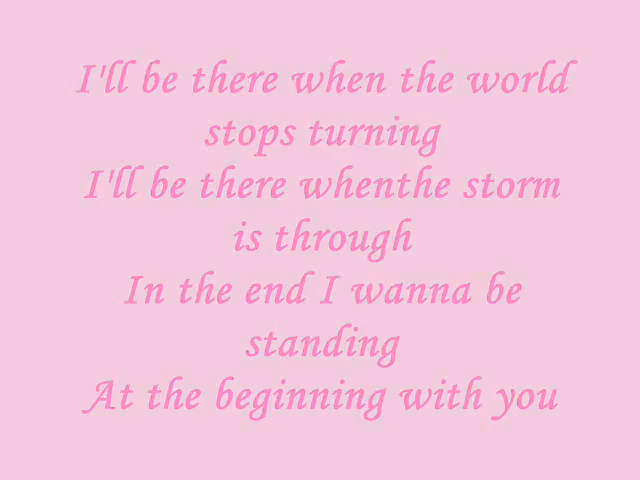 I'll be there when the world
stops turning
I'll be there whenthe storm
is through
In the end I wanna be
standing
At the beginning with you